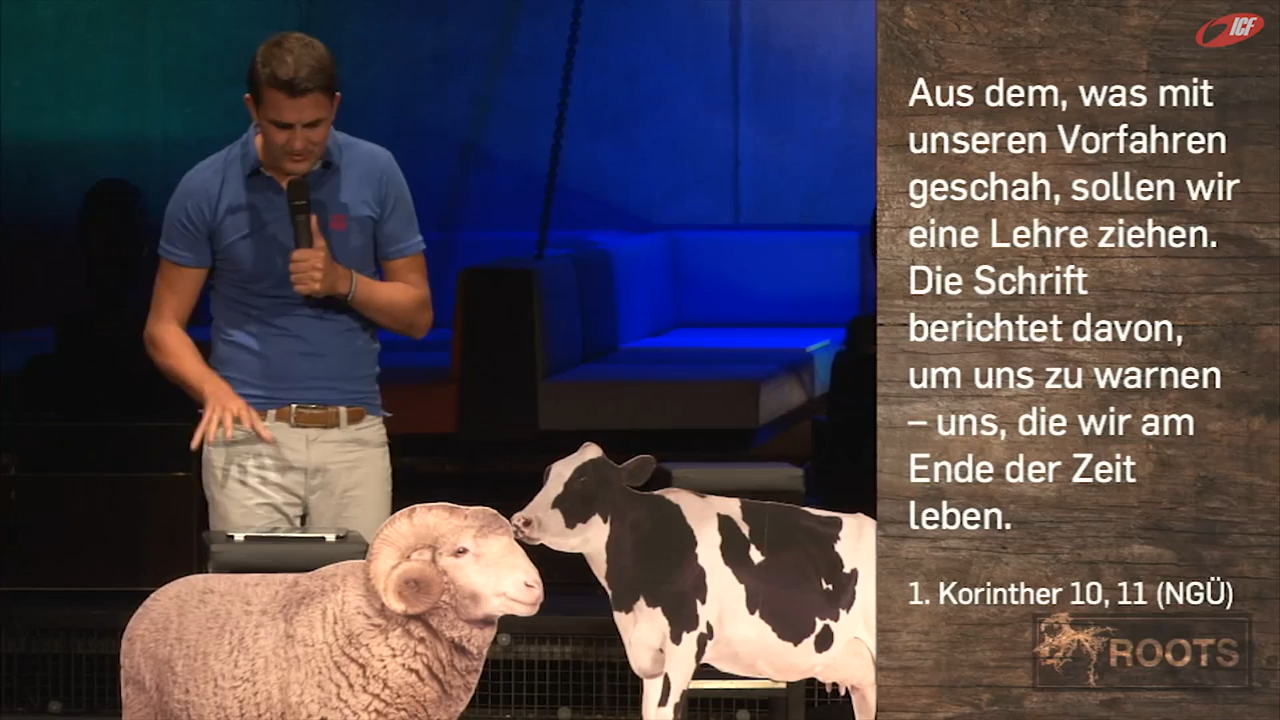 ICF
Aus dem, was mit
unseren Vorfahren
geschah, sollen wir
eine Lehre ziehen.
Die Schrift
berichtet davon,
um uns zu warnen
– uns, die wir am
Ende der Zeit
leben.
1. Korinther 10, 11 (NGÜ)
ROOTS